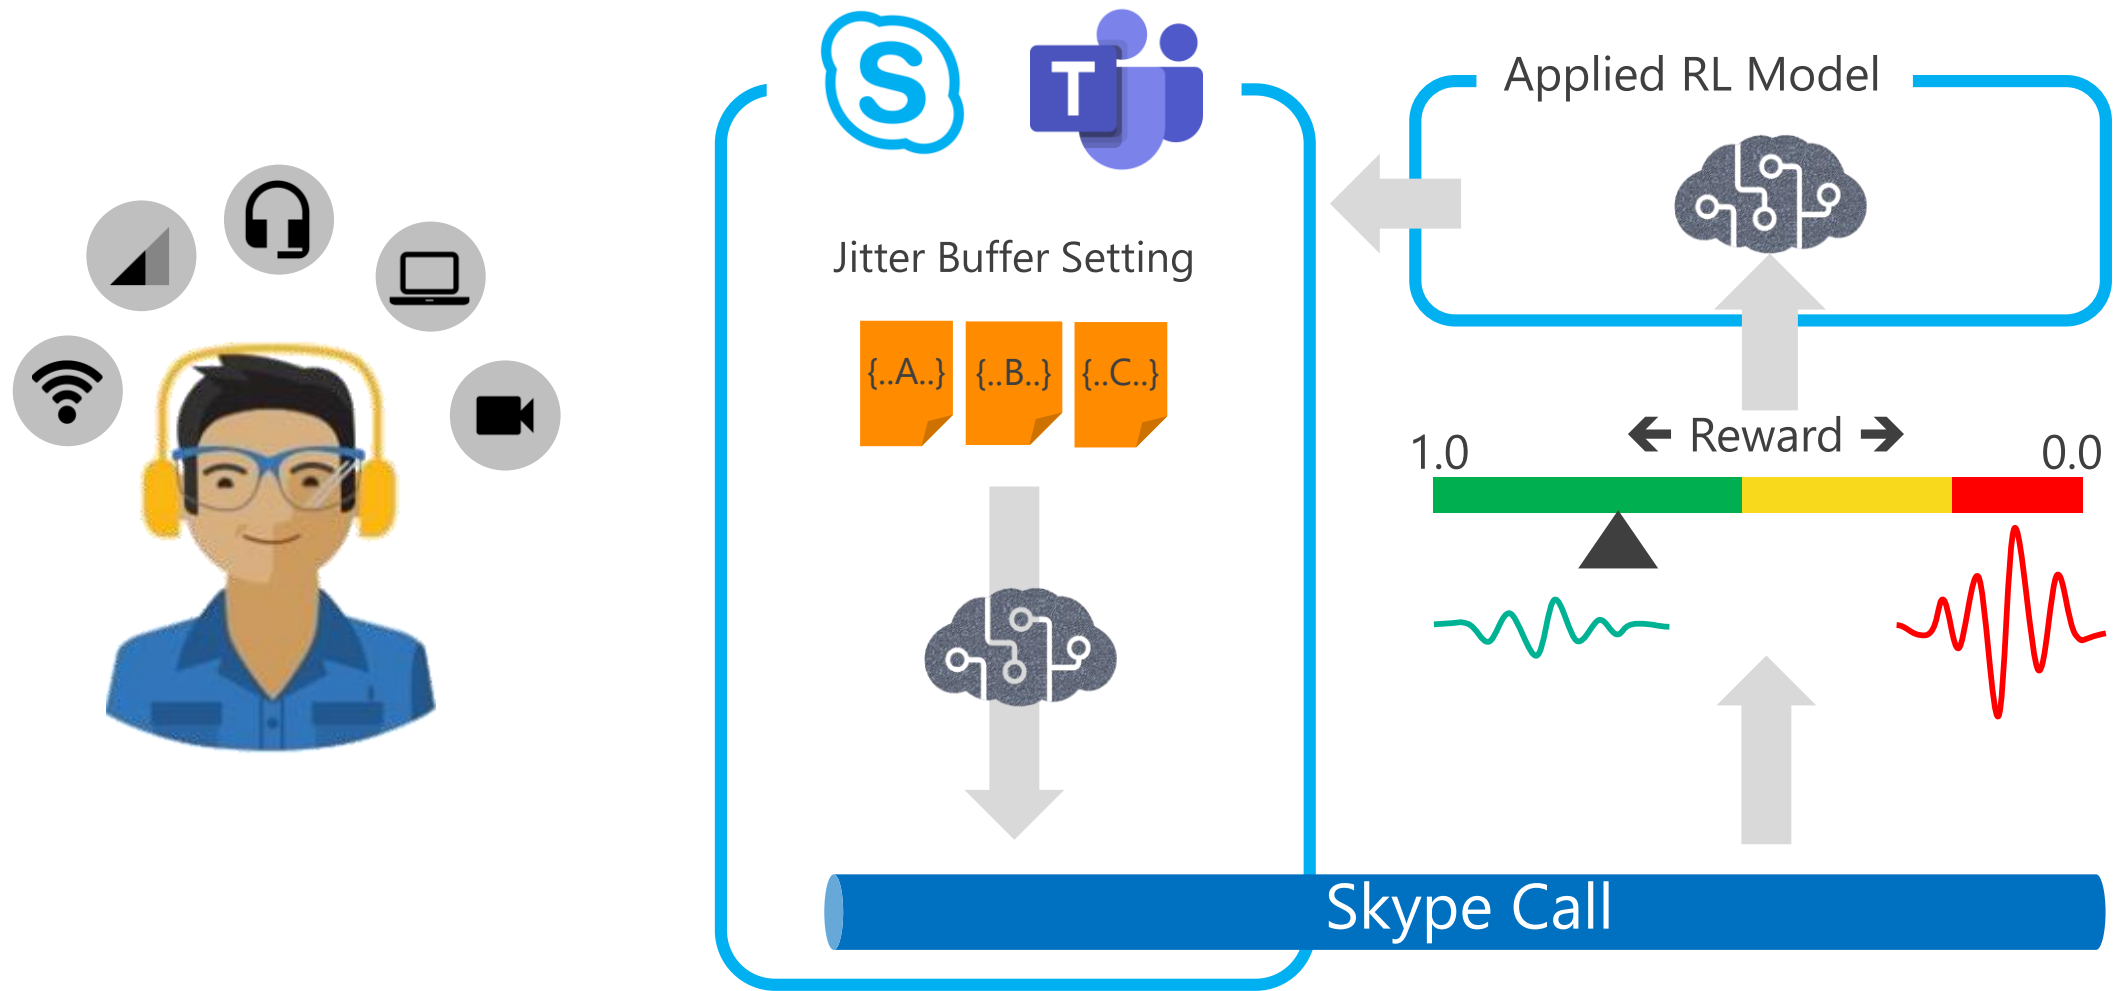 S
T
Applied RL Model
Jitter Buffer Setting
{..A..} {..B..} {..C..}
🡸 Reward 🡺
1.0 0.0
Skype Call